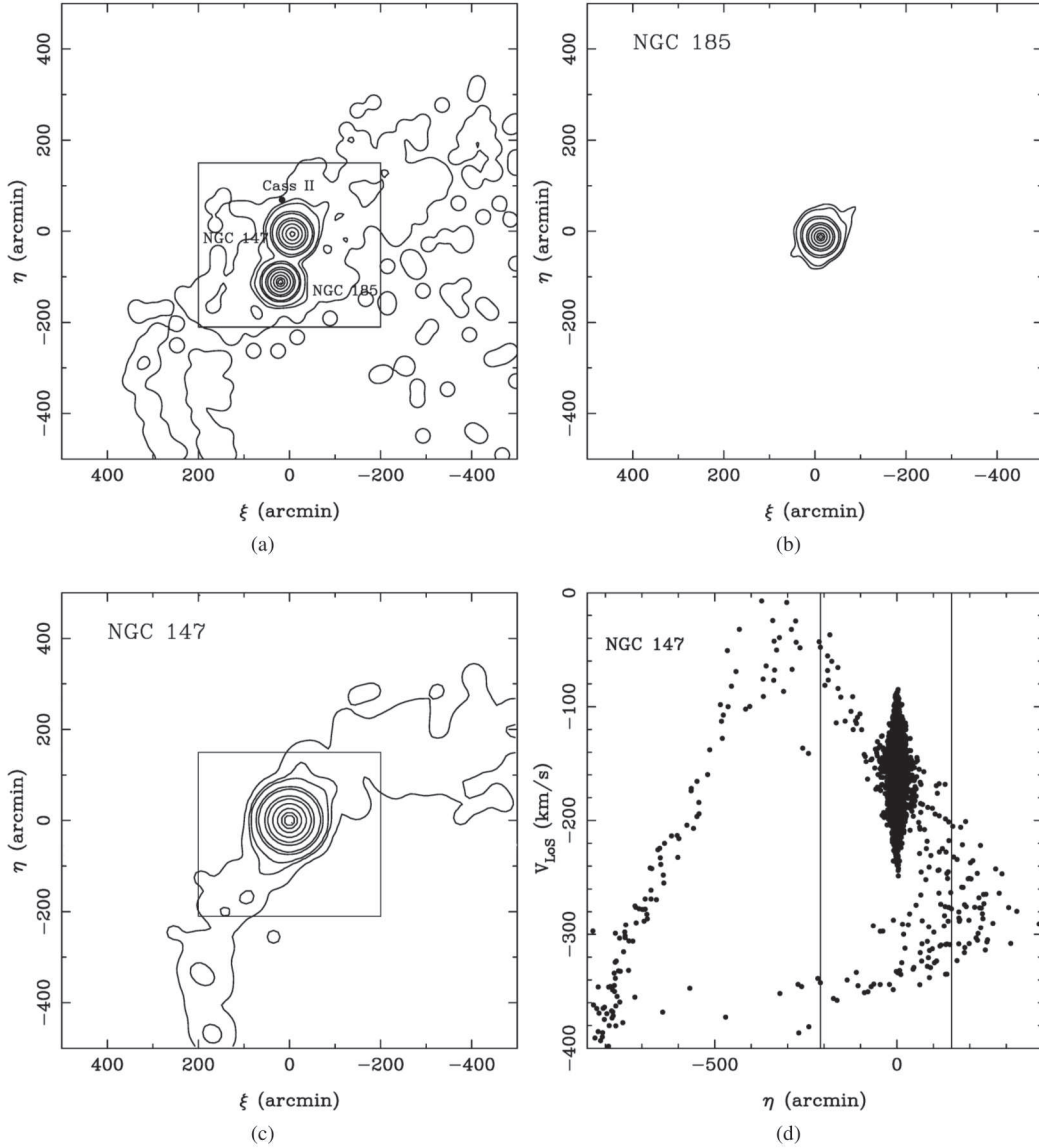 400
200
0
−200
−400
η (arcmin)
Cass II
NGC 147
NGC 185
400 200 0 −200 −400
ξ (arcmin)
(a)
NGC 185
400
200
0
−200
−400
η (arcmin)
400 200 0 −200 −400
ξ (arcmin)
(b)
NGC 147
400
200
0
−200
−400
η (arcmin)
400 200 0 −200 −400
ξ (arcmin)
(c)
NGC 147
0
−100
−200
−300
−400
V_LoS (km/s)
−500 0
η (arcmin)
(d)